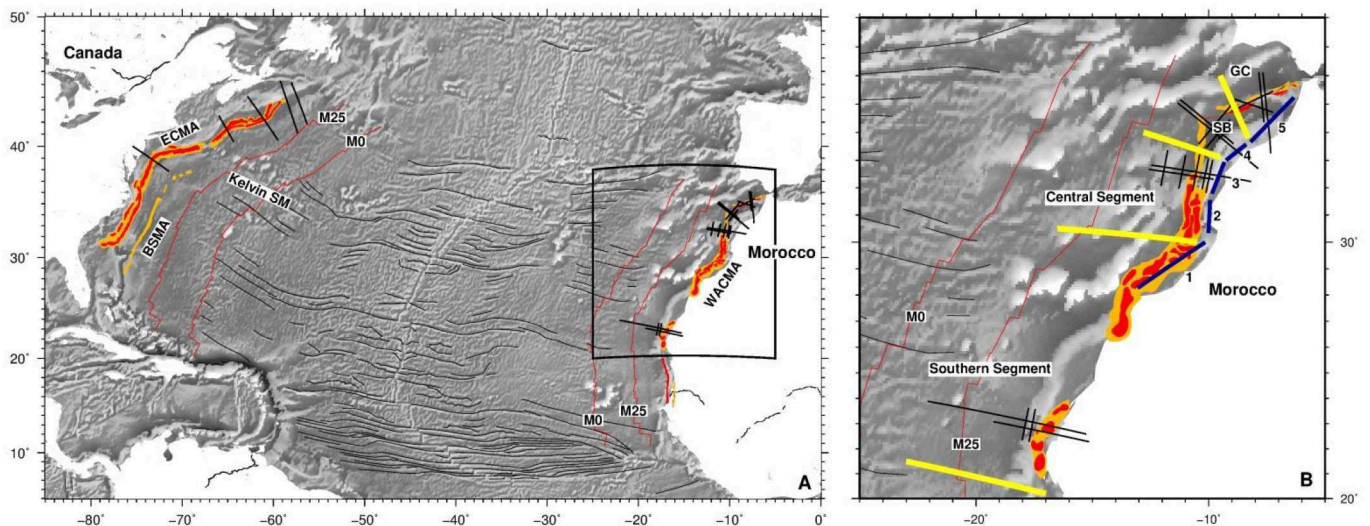 50°
40°
30°
20°
10°
−80°
−70°
−60°
−50°
−40°
−30°
−20°
−10°
0°
Canada
ECMA
M25
M0
Kelvin SM
BSMA
Morocco
WACMA
M0
M25
A
GC
SB
5
4
3
Central Segment
2
1
Morocco
M0
Southern Segment
M25
B
30°
20°
−20°
−15°
−10°